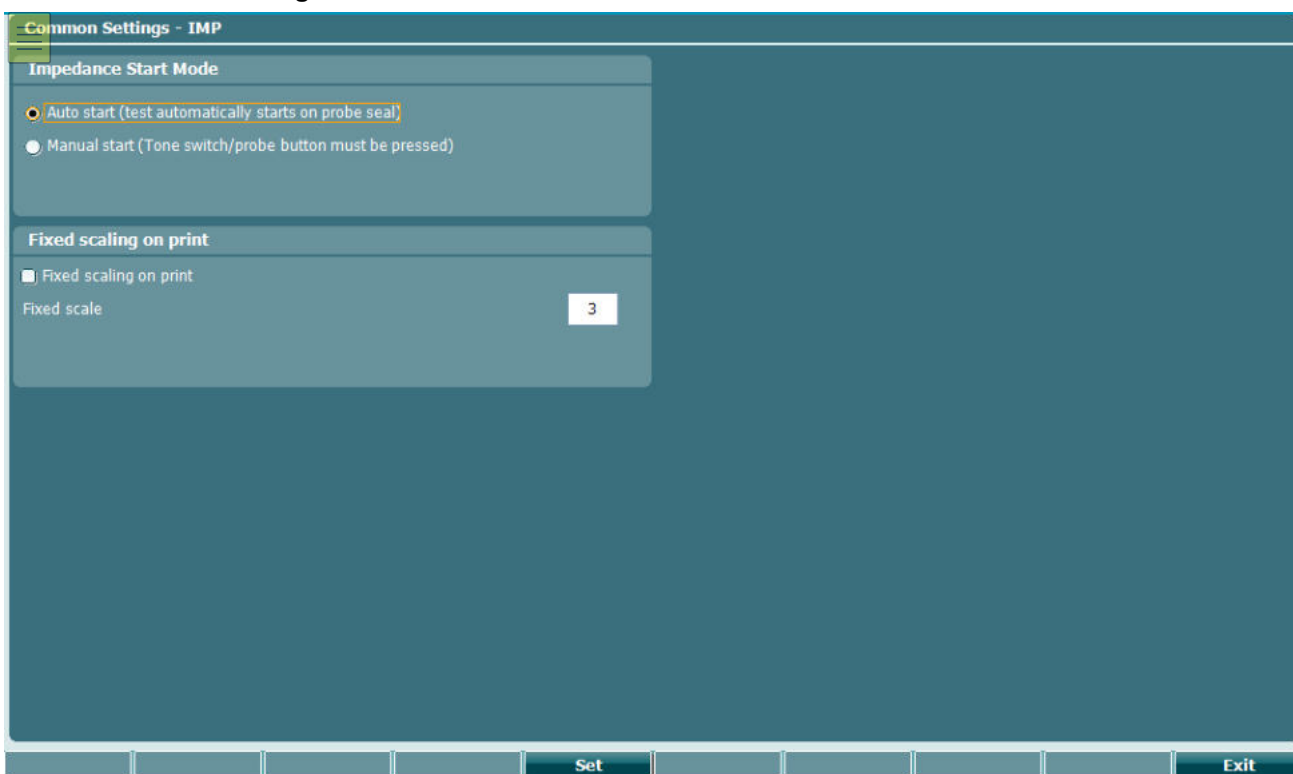 Common Settings - IMP
Impedance Start Mode
Auto start (test automatically starts on probe seal)
Manual start (Tone switch/probe button must be pressed)
Fixed scaling on print
Fixed scaling on print
Fixed scale 3
Set Exit